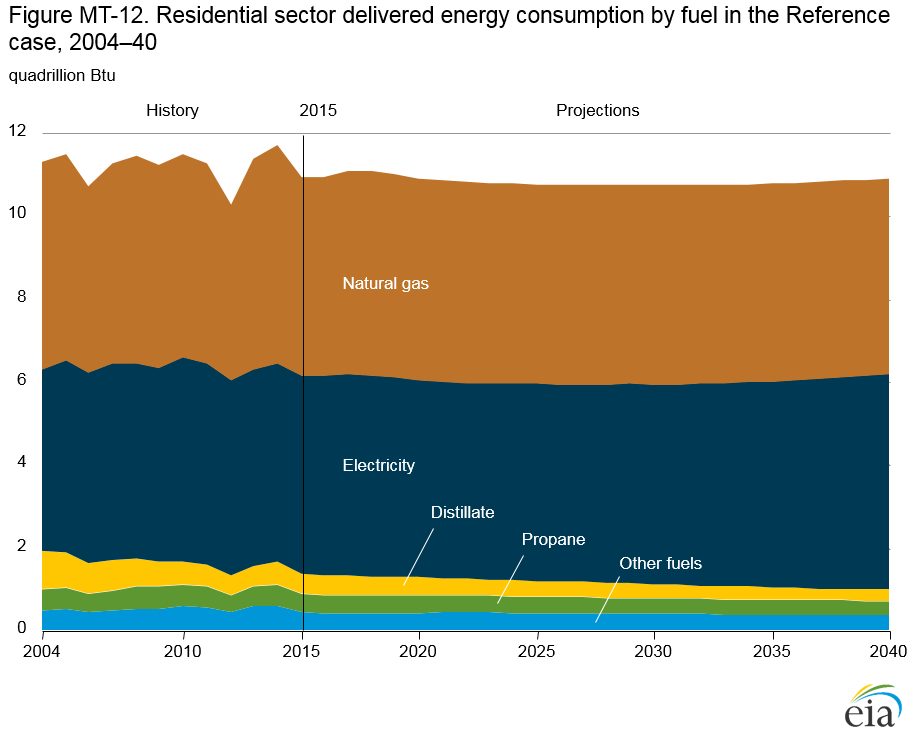 Figure MT-12. Residential sector delivered energy consumption by fuel in the Reference
case, 2004–40
quadrillion Btu
History 2015 Projections
12
10
8
6
4
2
0
Natural gas
Electricity
Distillate
Propane
Other fuels
2004 2010 2015 2020 2025 2030 2035 2040
eia